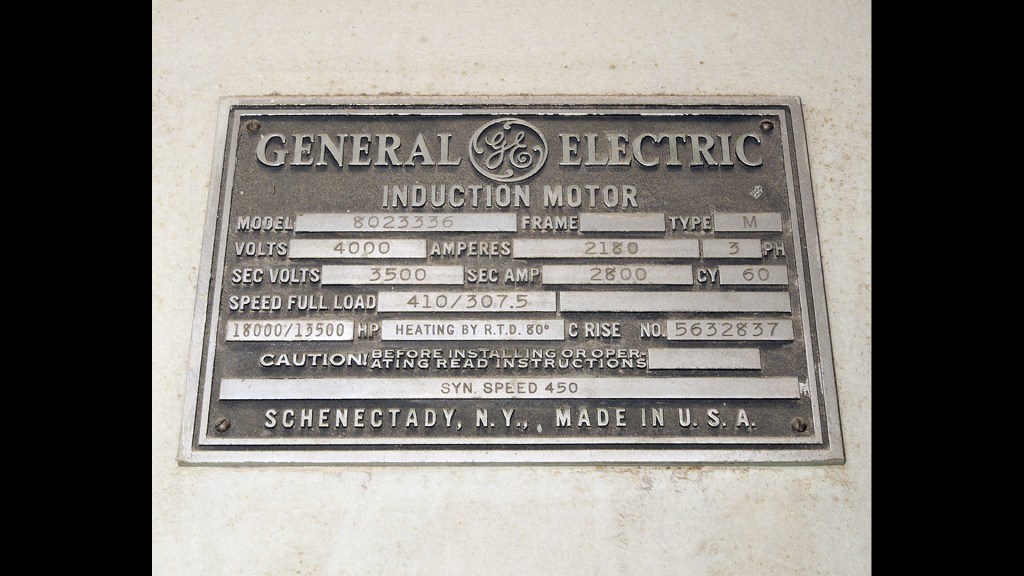 GENERAL GE ELECTRIC
INDUCTION MOTOR
MODEL 8023336 FRAME TYPE M
VOLTS 4000 AMPERES 2180 3 PH
SEC VOLTS 3500 SEC AMP 2800 CY 60
SPEED FULL LOAD 410/307.5
18000/13500 HP HEATING BY R.T.D. 80° C RISE NO. 5632837
CAUTION! BEFORE INSTALLING OR OPER-
ATING READ INSTRUCTIONS
SYN. SPEED 450
SCHENECTADY, N.Y., MADE IN U.S.A.